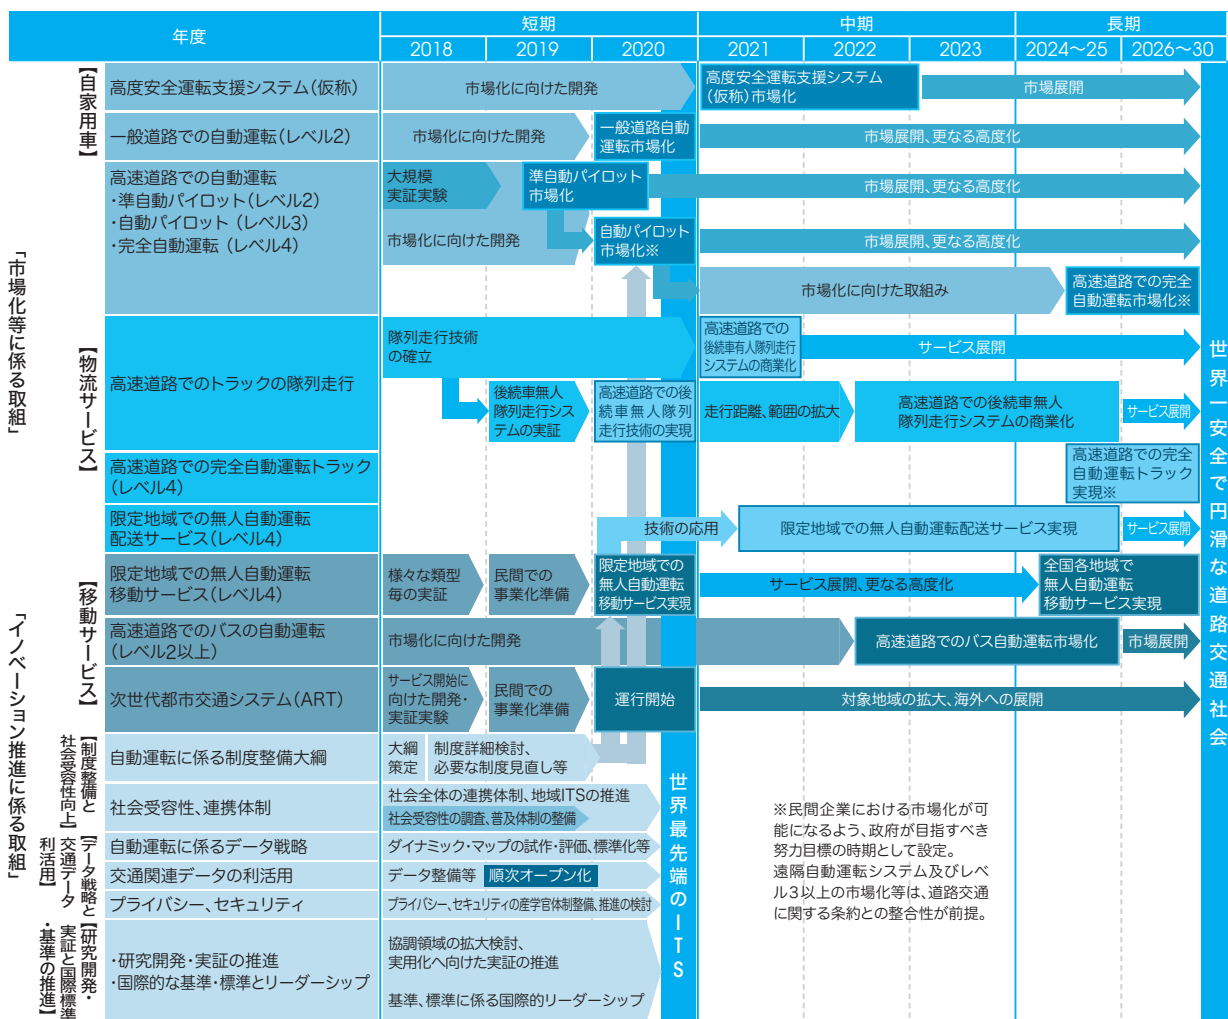 年度
短期
中期
長期
2018
2019
2020
2021
2022
2023
2024～25
2026～30
「市場化等に係る取組」
【自家用車】
高度安全運転支援システム(仮称)
市場化に向けた開発
高度安全運転支援システム
(仮称)市場化
市場展開
一般道路での自動運転(レベル2)
市場化に向けた開発
一般道路自動
運転市場化
市場展開、更なる高度化
高速道路での自動運転
・準自動パイロット(レベル2)
・自動パイロット (レベル3)
・完全自動運転 (レベル4)
大規模
実証実験
準自動パイロット
市場化
市場展開、更なる高度化
市場化に向けた開発
自動パイロット
市場化※
市場展開、更なる高度化
市場化に向けた取組み
高速道路での完全
自動運転市場化※
【物流サービス】
高速道路でのトラックの隊列走行
隊列走行技術
の確立
高速道路での
後続車有人隊列走行
システムの商業化
サービス展開
後続車無人
隊列走行シス
テムの実証
高速道路での後
続車無人隊列
走行技術の実現
走行距離、範囲の拡大
高速道路での後続車無人
隊列走行システムの商業化
サービス展開
高速道路での完全自動運転トラック
(レベル4)
高速道路での完全
自動運転トラック
実現※
限定地域での無人自動運転
配送サービス(レベル4)
技術の応用
限定地域での無人自動運転配送サービス実現
サービス展開
【移動サービス】
限定地域での無人自動運転
移動サービス(レベル4)
様々な類型
毎の実証
民間での
事業化準備
限定地域での
無人自動運転
移動サービス実現
サービス展開、更なる高度化
全国各地域で
無人自動運転
移動サービス実現
高速道路でのバスの自動運転
(レベル2以上)
市場化に向けた開発
高速道路でのバス自動運転市場化
市場展開
次世代都市交通システム(ART)
サービス開始に
向けた開発・
実証実験
民間での
事業化準備
運行開始
対象地域の拡大、海外への展開
「イノベーション推進に係る取組」
【制度整備と
社会受容性向上】
自動運転に係る制度整備大綱
大綱
策定
制度詳細検討、
必要な制度見直し等
社会受容性、連携体制
社会全体の連携体制、地域ITSの推進
社会受容性の調査、普及体制の整備
【データ戦略と
交通データ
利活用】
自動運転に係るデータ戦略
ダイナミック・マップの試作・評価、標準化等
交通関連データの利活用
データ整備等
順次オープン化
プライバシー、セキュリティ
プライバシー、セキュリティの産学官体制整備、推進の検討
【研究開発・
実証と国際標準
・基準の推進】
・研究開発・実証の推進
・国際的な基準・標準とリーダーシップ
協調領域の拡大検討、
実用化へ向けた実証の推進
基準、標準に係る国際的リーダーシップ
世界最先端のITS
※民間企業における市場化が可
能になるよう、政府が目指すべき
努力目標の時期として設定。
遠隔自動運転システム及びレベ
ル3以上の市場化等は、道路交通
に関する条約との整合性が前提。
世界一安全で円滑な道路交通社会